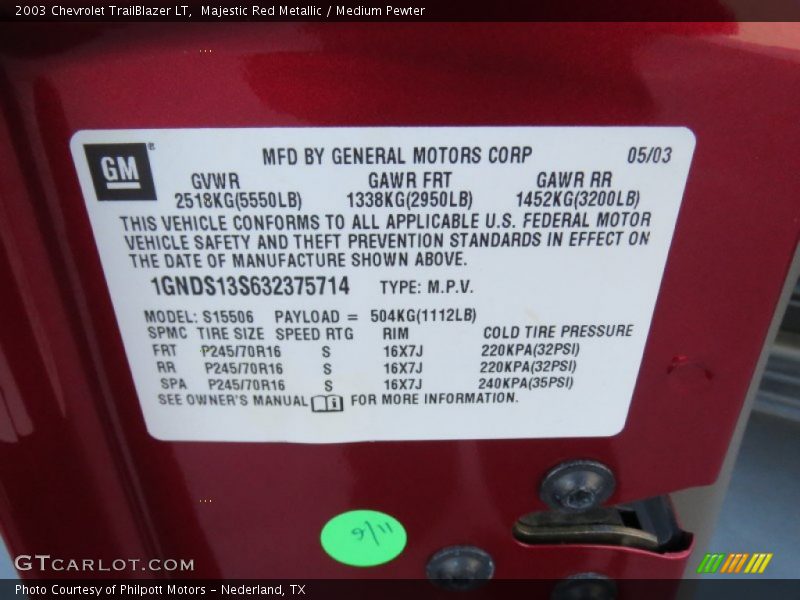 2003 Chevrolet TrailBlazer LT, Majestic Red Metallic / Medium Pewter
GM ®
MFD BY GENERAL MOTORS CORP 05/03
GVWR GAWR FRT GAWR RR
2518KG(5550LB) 1338KG(2950LB) 1452KG(3200LB)
THIS VEHICLE CONFORMS TO ALL APPLICABLE U.S. FEDERAL MOTOR
VEHICLE SAFETY AND THEFT PREVENTION STANDARDS IN EFFECT ON
THE DATE OF MANUFACTURE SHOWN ABOVE.
1GNDS13S632375714 TYPE: M.P.V.
MODEL: S15506 PAYLOAD = 504KG(1112LB)
SPMC TIRE SIZE SPEED RTG RIM COLD TIRE PRESSURE
FRT P245/70R16 S 16X7J 220KPA(32PSI)
RR P245/70R16 S 16X7J 220KPA(32PSI)
SPA P245/70R16 S 16X7J 240KPA(35PSI)
SEE OWNER'S MANUAL i FOR MORE INFORMATION.
9/11
GTCARLOT.COM
Photo Courtesy of Philpott Motors - Nederland, TX